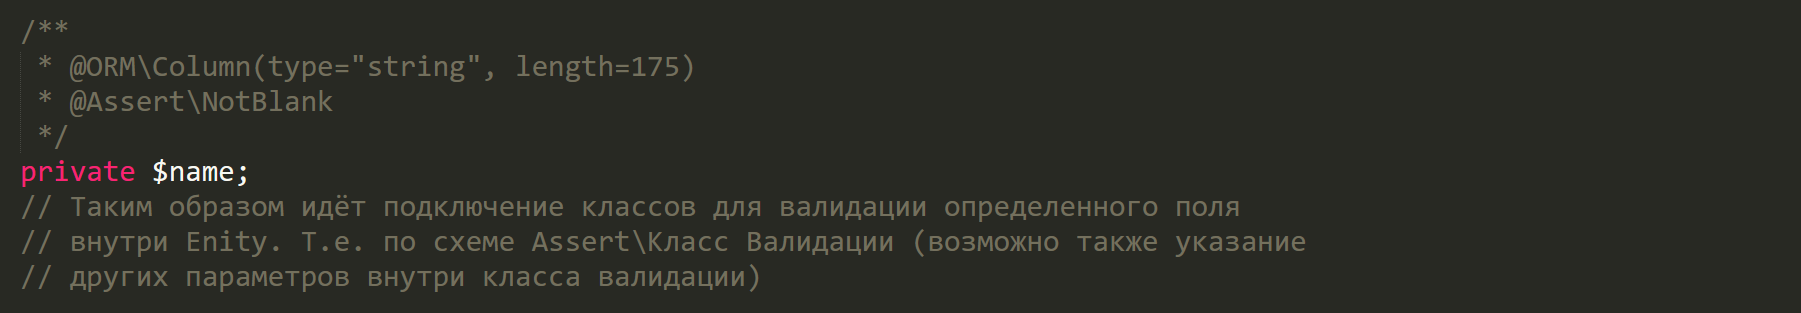 /**
 * @ORM\Column(type="string", length=175)
 * @Assert\NotBlank
 */
private $name;
// Таким образом идёт подключение классов для валидации определенного поля
// внутри Enity. Т.е. по схеме Assert\Класс Валидации (возможно также указание
// других параметров внутри класса валидации)